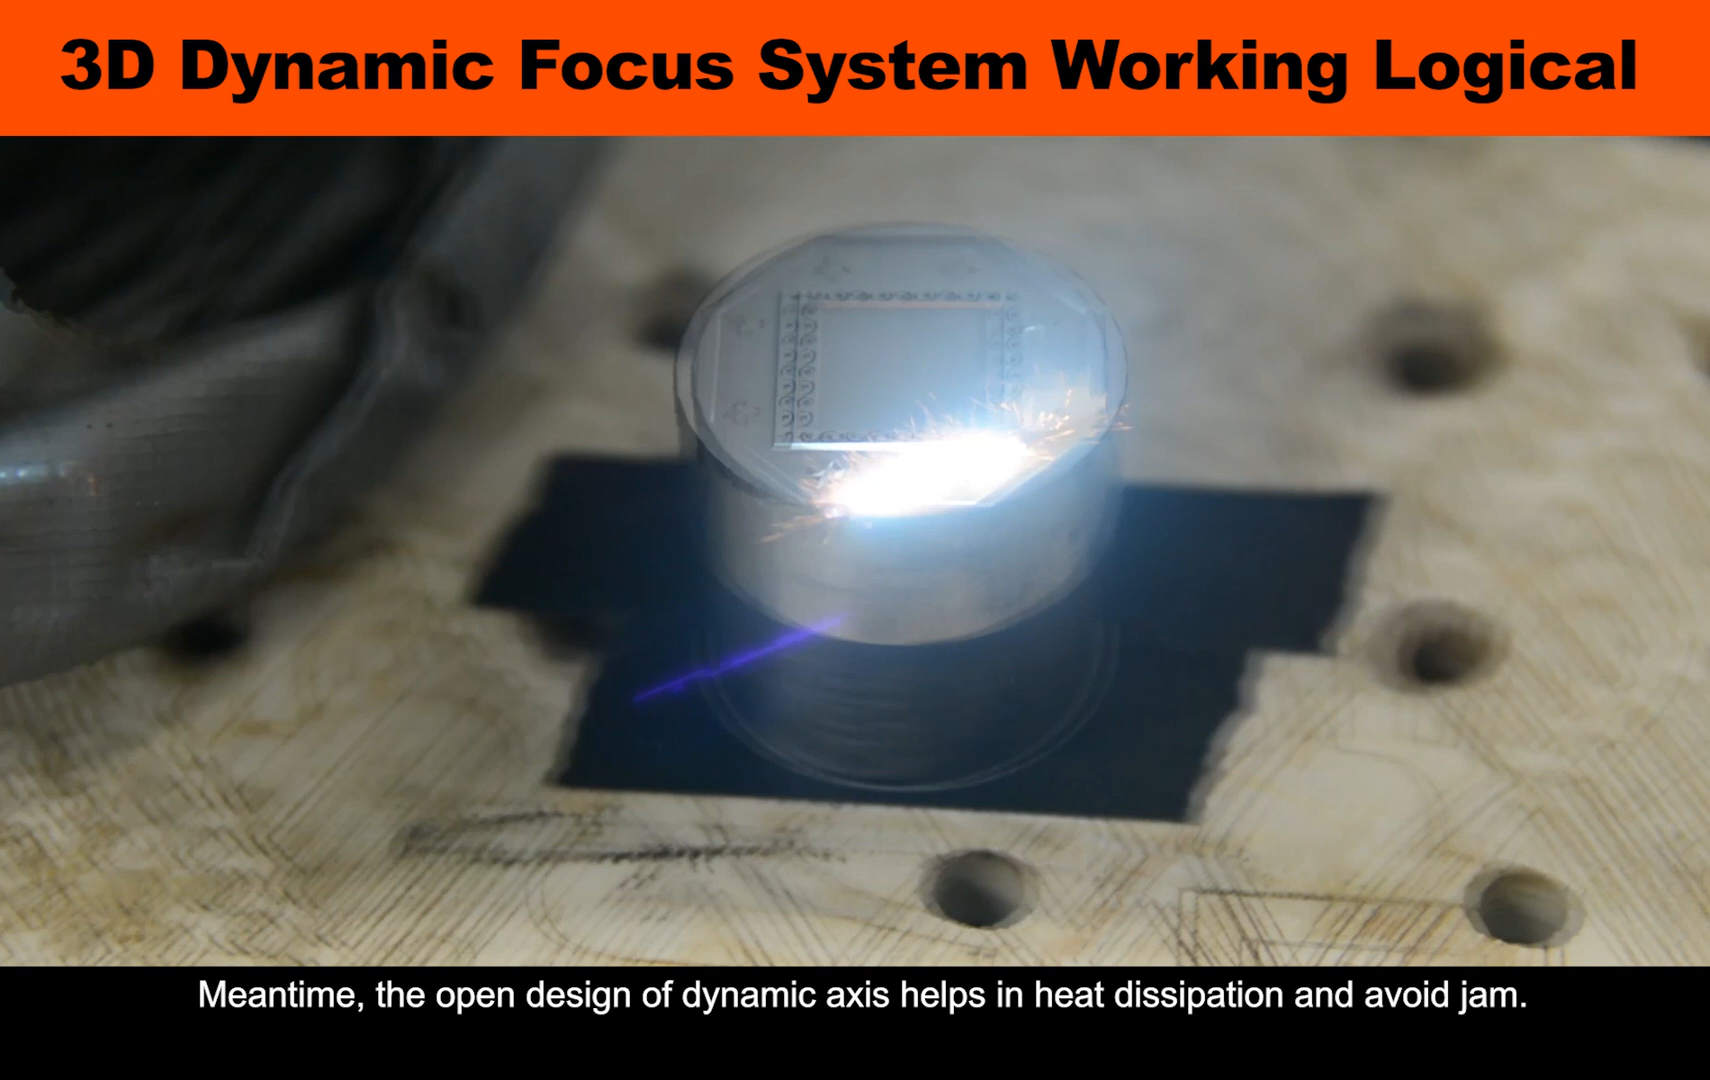 3D Dynamic Focus System Working Logical
Meantime, the open design of dynamic axis helps in heat dissipation and avoid jam.